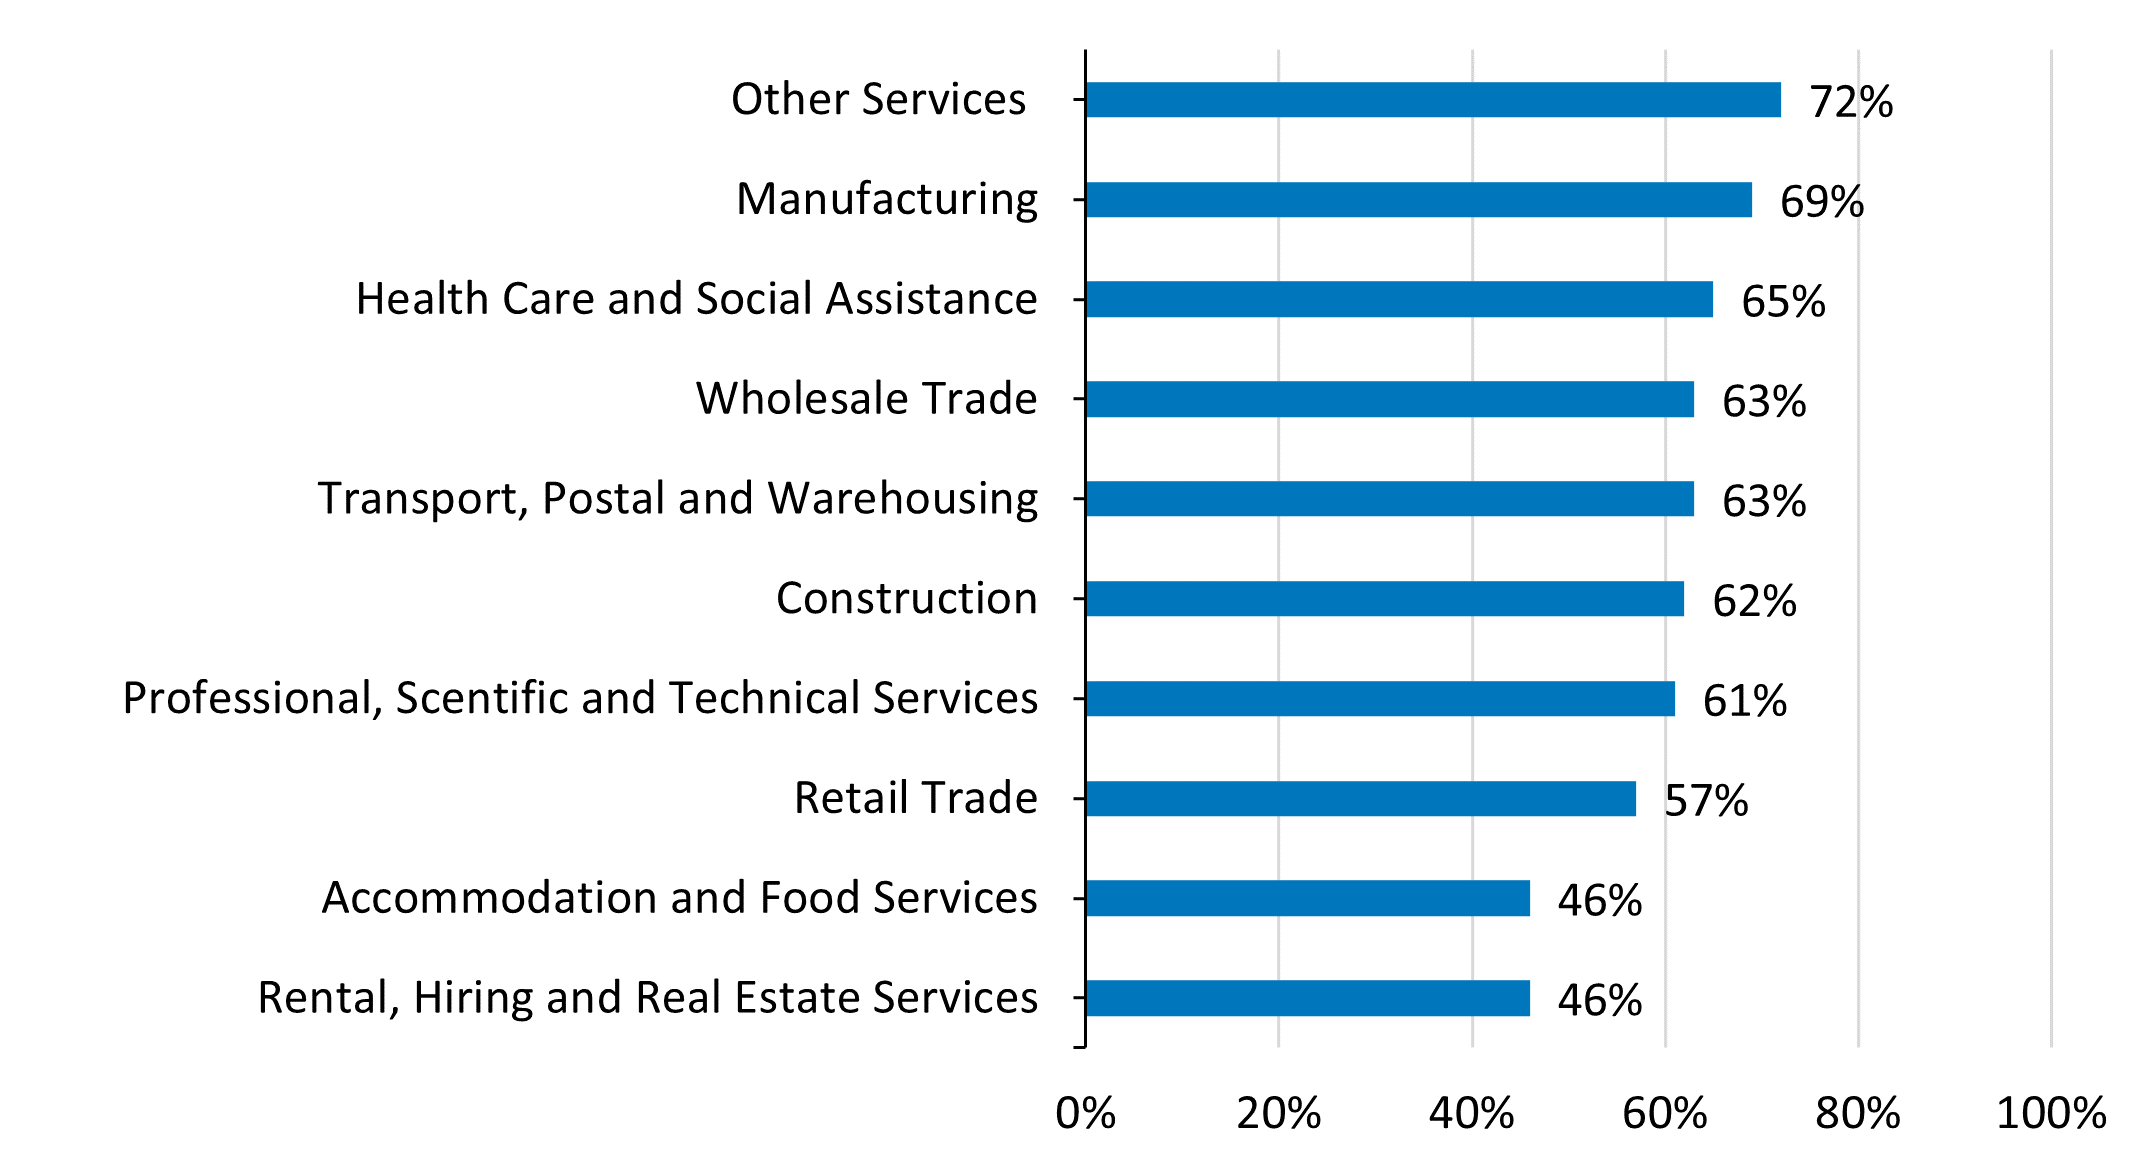 Other Services 72%
Manufacturing 69%
Health Care and Social Assistance 65%
Wholesale Trade 63%
Transport, Postal and Warehousing 63%
Construction 62%
Professional, Scentific and Technical Services 61%
Retail Trade 57%
Accommodation and Food Services 46%
Rental, Hiring and Real Estate Services 46%
0% 20% 40% 60% 80% 100%